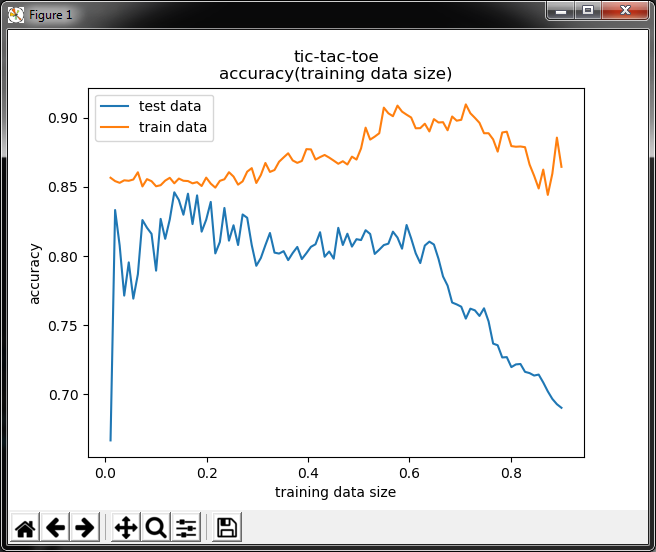 Figure 1
tic-tac-toe
accuracy(training data size)
test data
train data
0.90
0.85
0.80
0.75
0.70
accuracy
0.0 0.2 0.4 0.6 0.8
training data size